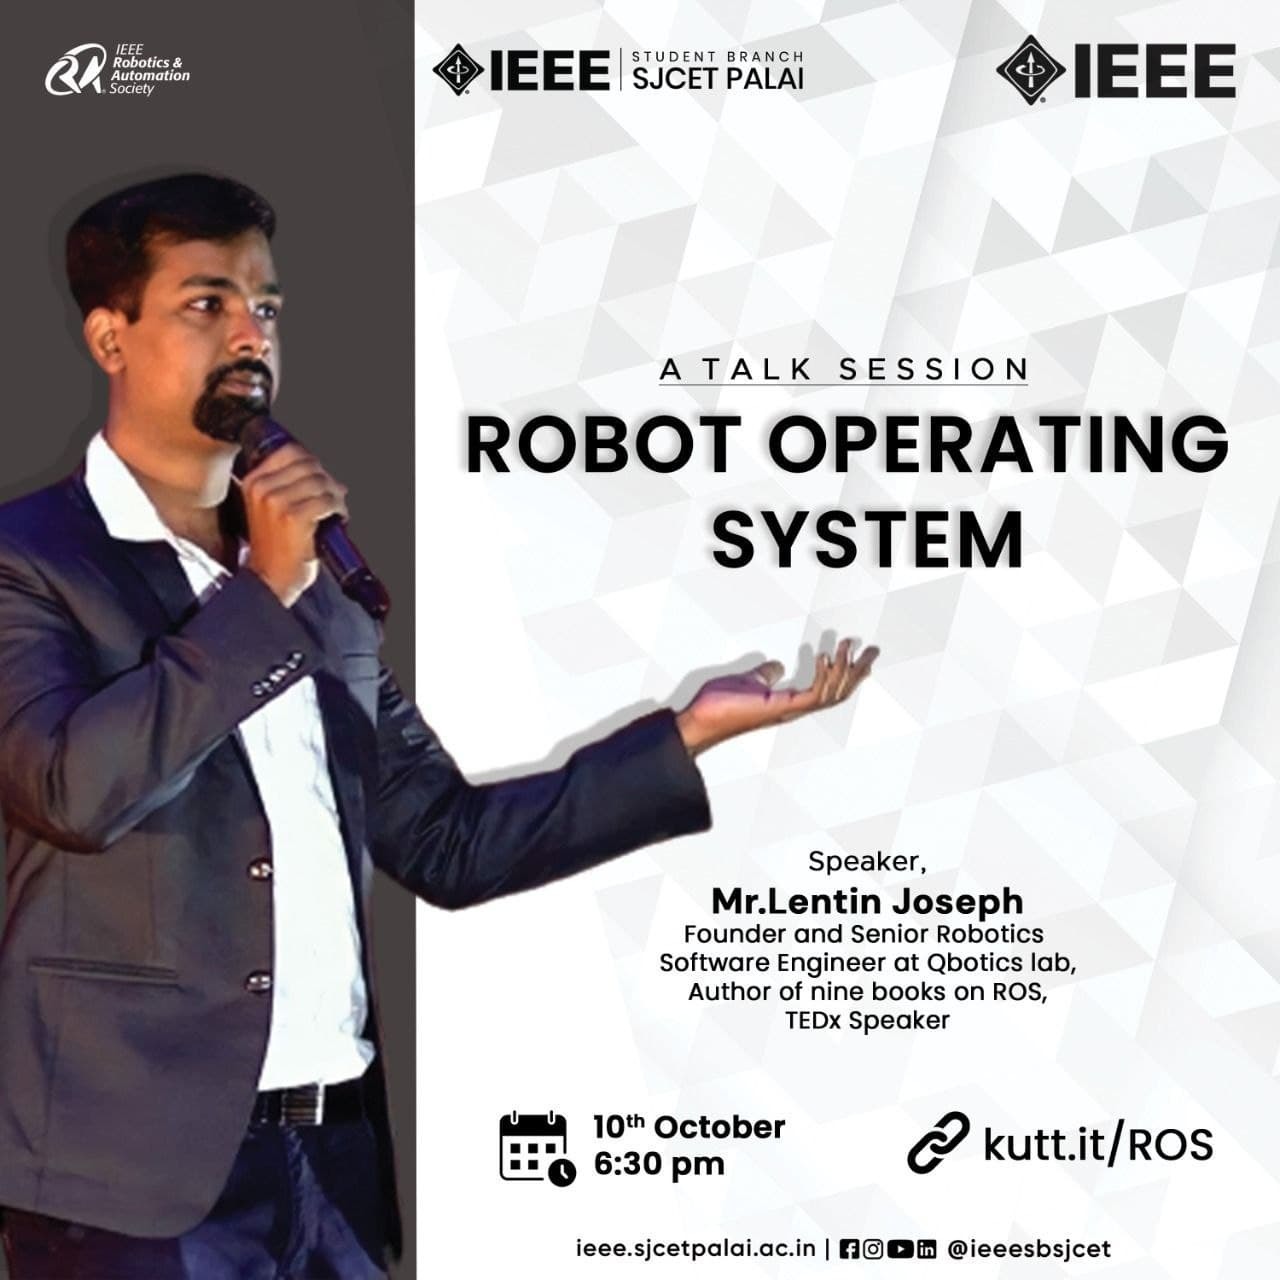 IEEE
Robotics &
Automation
Society
IEEE
STUDENT BRANCH
SJCET PALAI
IEEE
A TALK SESSION
ROBOT OPERATING
SYSTEM
Speaker,
Mr.Lentin Joseph
Founder and Senior Robotics
Software Engineer at Qbotics lab,
Author of nine books on ROS,
TEDx Speaker
10th October
6:30 pm
kutt.it/ROS
ieee.sjcetpalai.ac.in | @ieeesbsjcet